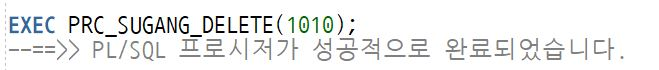 EXEC PRC_SUGANG_DELETE(1010);
--==>> PL/SQL 프로시저가 성공적으로 완료되었습니다.